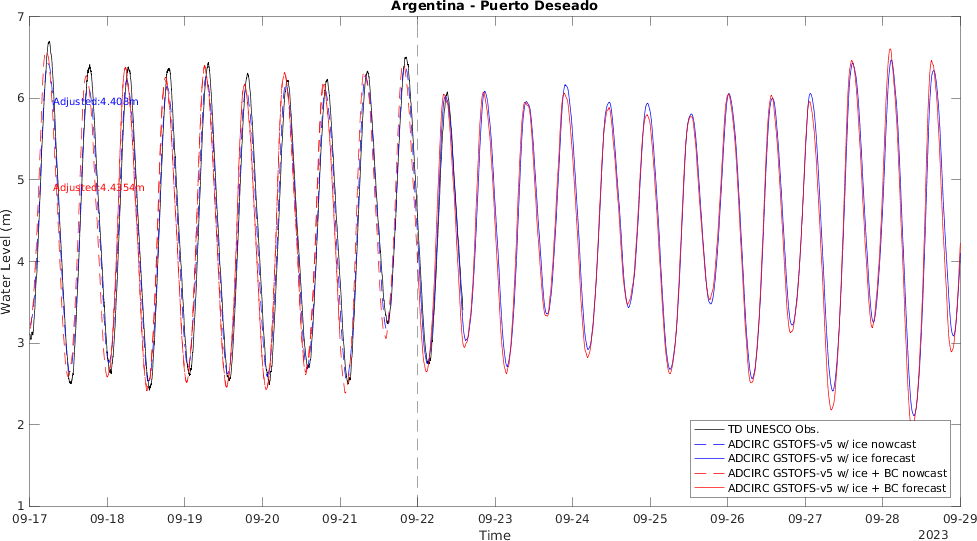 Argentina - Puerto Deseado
7
6
5
4
3
2
1
Water Level (m)
Adjusted:4.408m
Adjusted:4.4354m
TD UNESCO Obs.
ADCIRC GSTOFS-v5 w/ ice nowcast
ADCIRC GSTOFS-v5 w/ ice forecast
ADCIRC GSTOFS-v5 w/ ice + BC nowcast
ADCIRC GSTOFS-v5 w/ ice + BC forecast
09-17 09-18 09-19 09-20 09-21 09-22 09-23 09-24 09-25 09-26 09-27 09-28 09-29
Time
2023